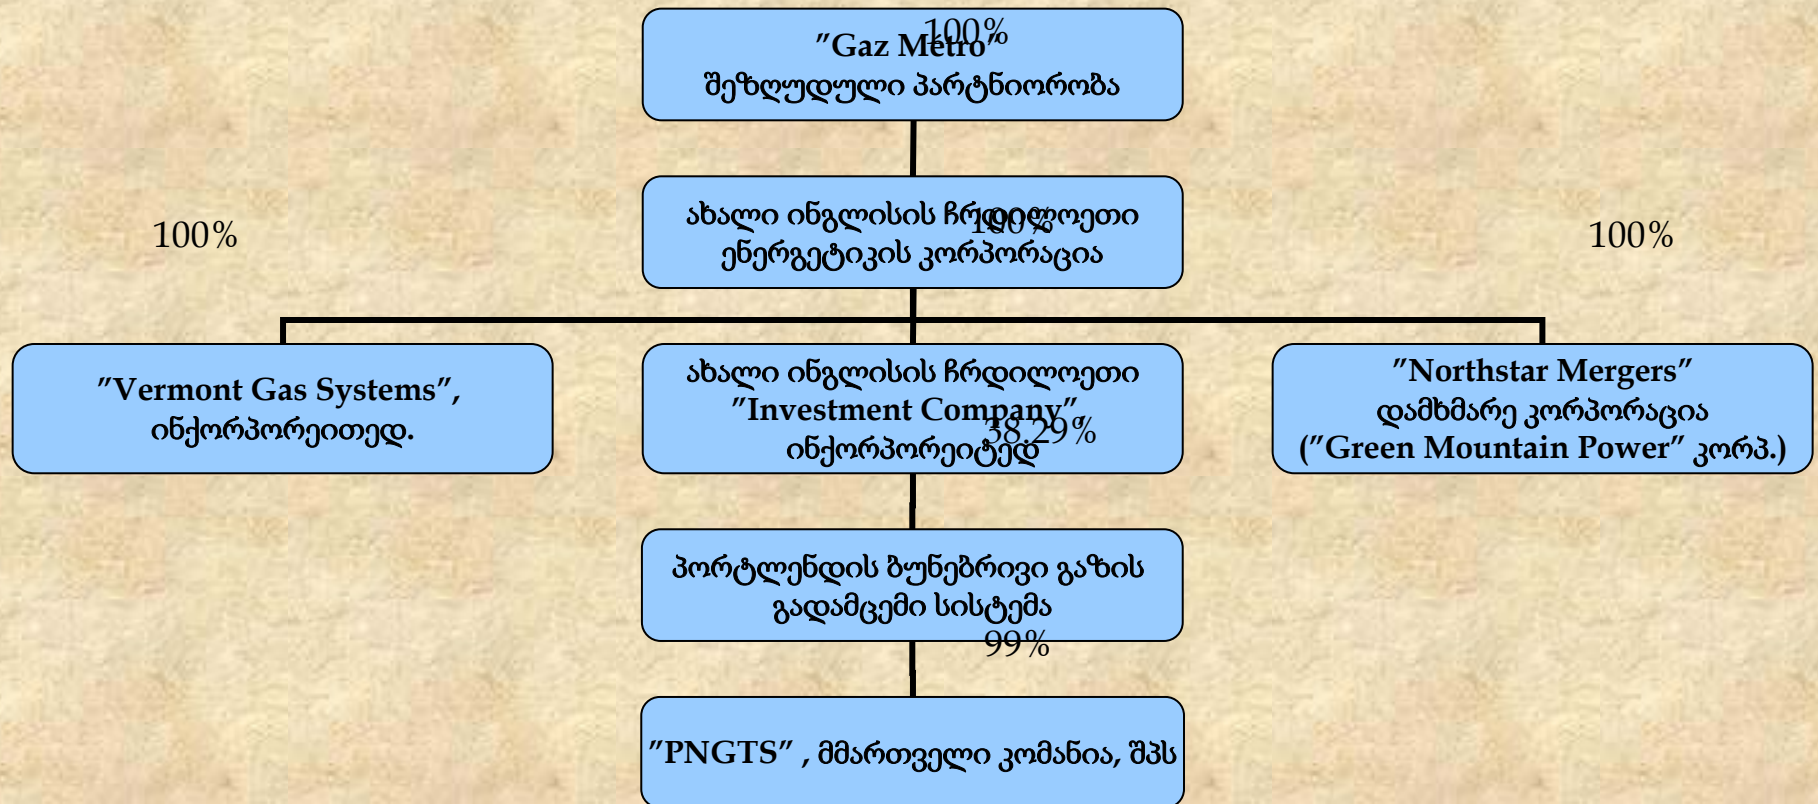 100%
”Gaz Métro”
შეზღუდული პარტნიორობა
ახალი ინგლისის ჩრდილოეთი
ენერგეტიკის კორპორაცია
100%
100%
100%
”Vermont Gas Systems”,
ინქორპორეითედ.
ახალი ინგლისის ჩრდილოეთი
”Investment Company”,
ინქორპორეიტედ
38.29%
”Northstar Mergers”
დამხმარე კორპორაცია
(”Green Mountain Power” კორპ.)
პორტლენდის ბუნებრივი გაზის
გადამცემი სისტემა
99%
”PNGTS” , მმართველი კომანია, შპს